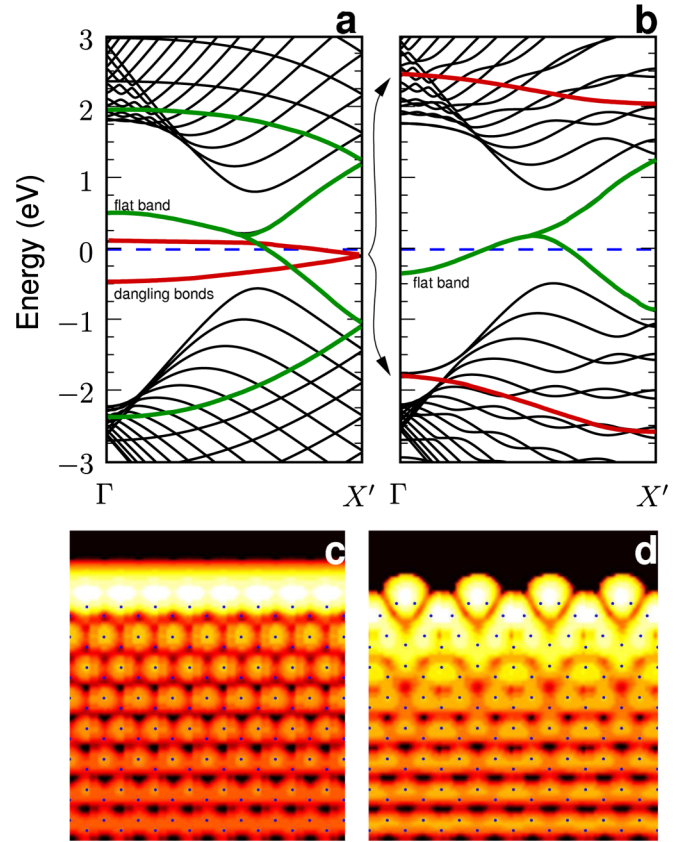 a
b
Energy (eV)
3
2
1
0
−1
−2
−3
flat band
dangling bonds
flat band
Γ
X′
Γ
X′
c
d